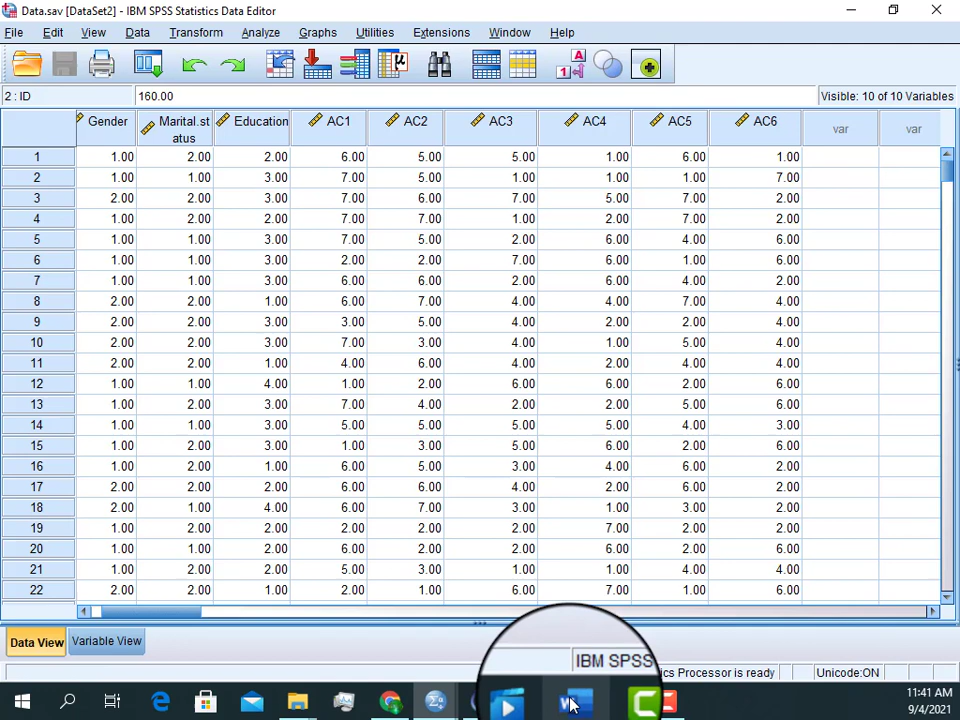 Data.sav [DataSet2] - IBM SPSS Statistics Data Editor
File Edit View Data Transform Analyze Graphs Utilities Extensions Window Help
2 : ID 160.00 Visible: 10 of 10 Variables
Gender Marital.st Education AC1 AC2 AC3 AC4 AC5 AC6 var var
atus
1 1.00 2.00 2.00 6.00 5.00 5.00 1.00 6.00 1.00
2 1.00 1.00 3.00 7.00 5.00 1.00 1.00 1.00 7.00
3 2.00 2.00 3.00 7.00 6.00 7.00 5.00 7.00 2.00
4 2.00 2.00 2.00 7.00 7.00 1.00 2.00 7.00 2.00
5 1.00 1.00 3.00 7.00 5.00 2.00 6.00 4.00 6.00
6 1.00 1.00 3.00 2.00 2.00 7.00 6.00 1.00 6.00
7 1.00 1.00 3.00 6.00 6.00 2.00 6.00 4.00 2.00
8 2.00 2.00 1.00 6.00 7.00 4.00 4.00 7.00 4.00
9 2.00 2.00 3.00 3.00 5.00 4.00 2.00 2.00 4.00
10 2.00 2.00 3.00 7.00 3.00 4.00 1.00 5.00 4.00
11 2.00 2.00 1.00 4.00 6.00 4.00 2.00 4.00 4.00
12 1.00 1.00 4.00 1.00 2.00 6.00 6.00 2.00 6.00
13 1.00 2.00 3.00 7.00 4.00 2.00 2.00 5.00 6.00
14 1.00 1.00 3.00 5.00 5.00 5.00 5.00 4.00 3.00
15 1.00 2.00 3.00 1.00 3.00 5.00 6.00 2.00 6.00
16 1.00 2.00 1.00 6.00 5.00 3.00 4.00 6.00 2.00
17 2.00 2.00 2.00 6.00 6.00 4.00 2.00 6.00 2.00
18 2.00 1.00 4.00 6.00 7.00 3.00 1.00 3.00 2.00
19 1.00 2.00 2.00 2.00 2.00 2.00 7.00 2.00 2.00
20 1.00 1.00 2.00 6.00 2.00 2.00 6.00 2.00 6.00
21 1.00 2.00 2.00 5.00 3.00 1.00 1.00 4.00 4.00
22 2.00 2.00 1.00 2.00 1.00 6.00 7.00 1.00 6.00
Data View Variable View
IBM SPSS Processor is ready Unicode:ON
11:41 AM
9/4/2021